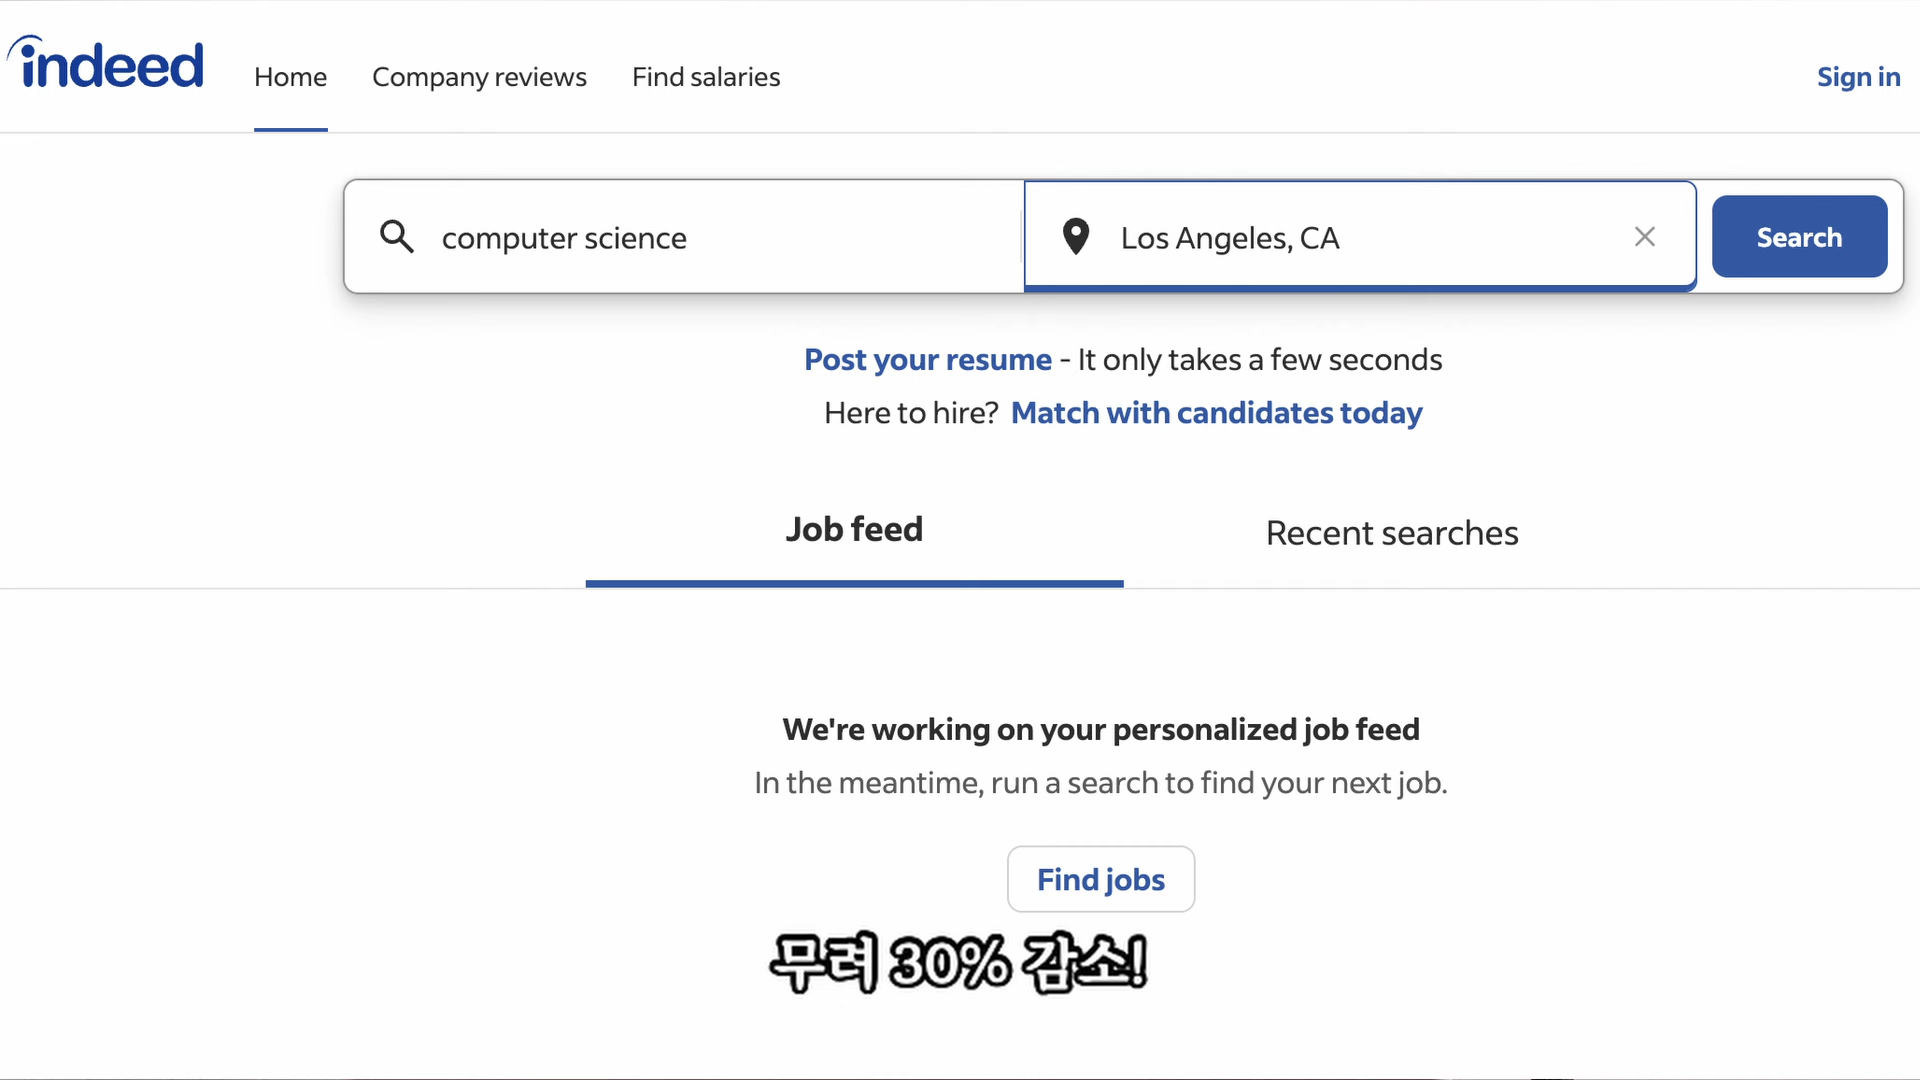 indeed
Home Company reviews Find salaries Sign in
computer science Los Angeles, CA Search
Post your resume - It only takes a few seconds
Here to hire? Match with candidates today
Job feed Recent searches
We're working on your personalized job feed
In the meantime, run a search to find your next job.
Find jobs
무려 30% 감소!